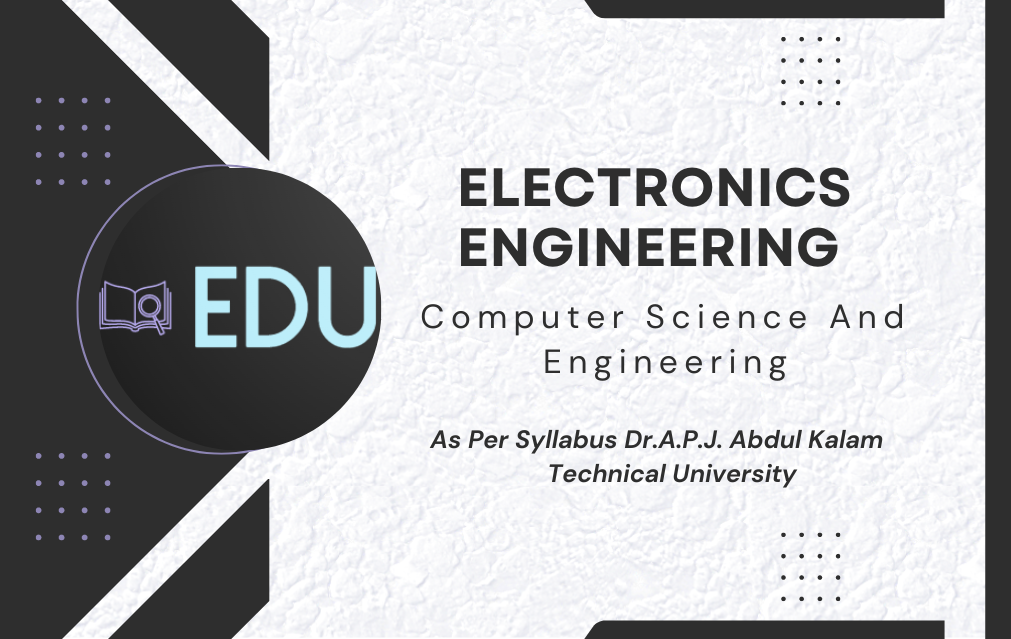 EDU
ELECTRONICS
ENGINEERING
Computer Science And
Engineering
As Per Syllabus Dr.A.P.J. Abdul Kalam
Technical University